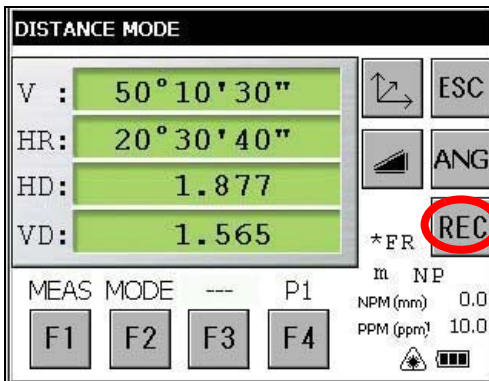 DISTANCE MODE
V : 50°10'30"
HR: 20°30'40"
HD: 1.877
VD: 1.565
ESC
ANG
REC
*FR
m NP
NPM (mm) 0.0
PPM (ppm) 10.0
MEAS MODE --- P1
F1 F2 F3 F4